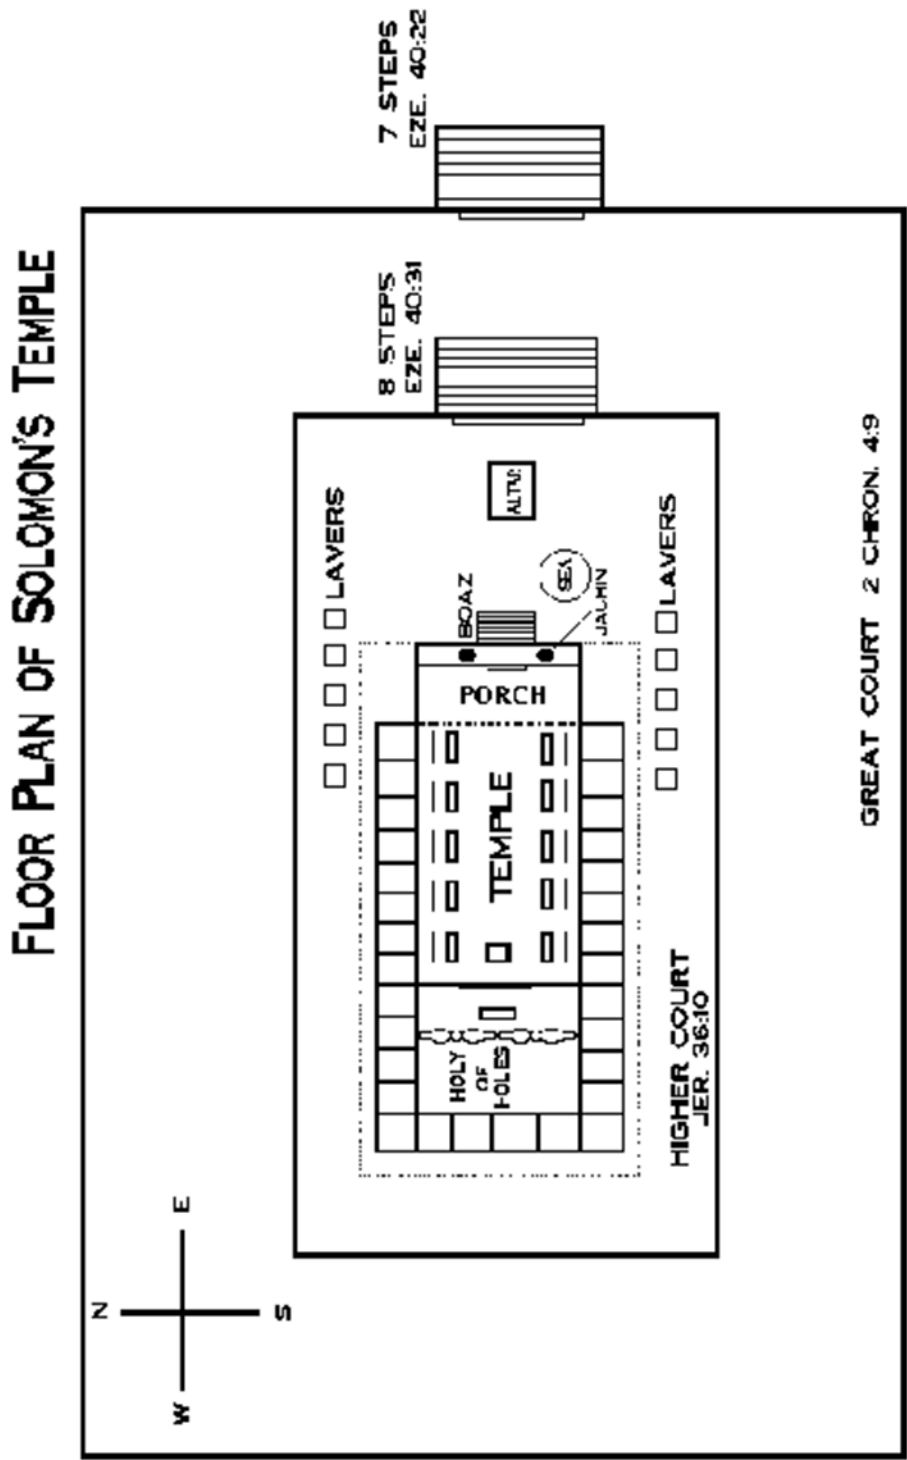 FLOOR PLAN OF SOLOMON'S TEMPLE
7 STEPS
EZE. 40:22
8 STEPS
EZE. 40:31
LAVERS
ALTAR
SEA
BOAZ
JACHIN
LAVERS
PORCH
TEMPLE
HOLY
OF
HOLES
HIGHER COURT
JER. 36:10
GREAT COURT 2 CHRON. 4:9
N
E
S
W